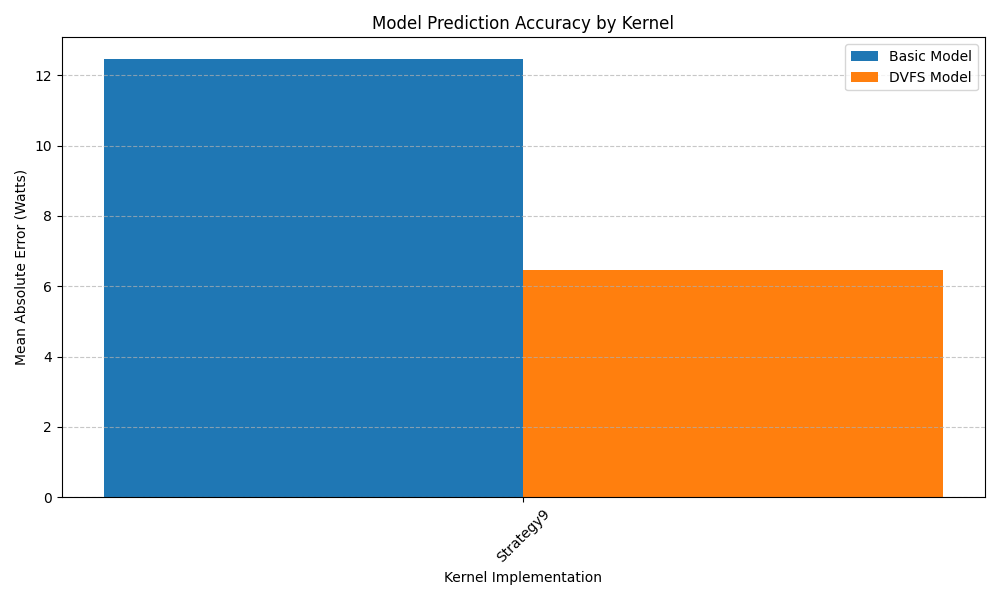 Model Prediction Accuracy by Kernel
Basic Model
DVFS Model
Mean Absolute Error (Watts)
12
10
8
6
4
2
0
Strategy9
Kernel Implementation